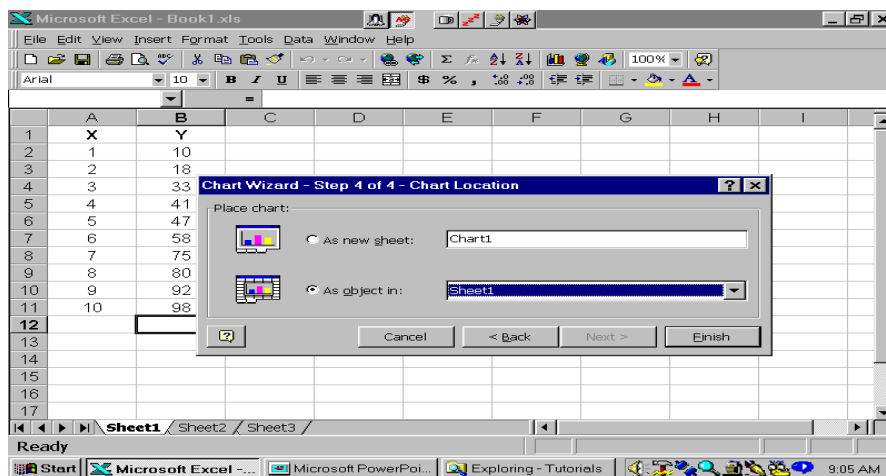 Microsoft Excel - Book1.xls
File Edit View Insert Format Tools Data Window Help
100%
Arial 10 B I U $ % ,
=
A B C D E F G H I
1 X Y
2 1 10
3 2 18
4 3 33
5 4 41
6 5 47
7 6 58
8 7 75
9 8 80
10 9 92
11 10 98
12
13
14
15
16
17
Chart Wizard - Step 4 of 4 - Chart Location
Place chart:
As new sheet: Chart1
As object in: Sheet1
Cancel < Back Next > Finish
Sheet1 Sheet2 Sheet3
Ready
Start Microsoft Excel -... Microsoft PowerPoi... Exploring - Tutorials 9:05 AM